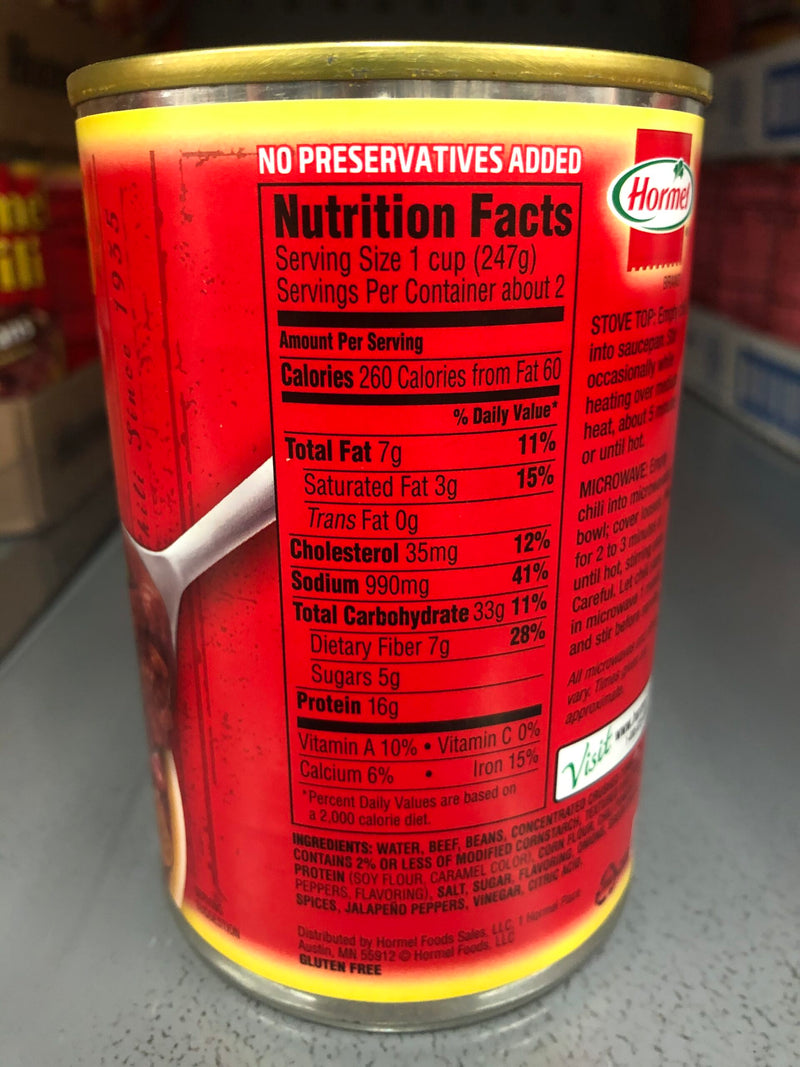 NO PRESERVATIVES ADDED
Nutrition Facts
Serving Size 1 cup (247g)
Servings Per Container about 2
Amount Per Serving
Calories 260 Calories from Fat 60
% Daily Value*
Total Fat 7g 11%
Saturated Fat 3g 15%
Trans Fat 0g
Cholesterol 35mg 12%
Sodium 990mg 41%
Total Carbohydrate 33g 11%
Dietary Fiber 7g 28%
Sugars 5g
Protein 16g
Vitamin A 10% • Vitamin C 0%
Calcium 6% • Iron 15%
*Percent Daily Values are based on
a 2,000 calorie diet.
INGREDIENTS: WATER, BEEF, BEANS, CONCENTRATED CRUSHED
CONTAINS 2% OR LESS OF MODIFIED CORNSTARCH,
PROTEIN (SOY FLOUR, CARAMEL COLOR), CORN FLOUR,
PEPPERS, FLAVORING), SALT, SUGAR, FLAVORING,
SPICES, JALAPEÑO PEPPERS, VINEGAR, CITRIC ACID.
Distributed by Hormel Foods Sales, LLC, 1 Hormel Place
Austin, MN 55912 © Hormel Foods, LLC
GLUTEN FREE
Hormel
BRAND
STOVE TOP:
into saucepan.
occasionally
heating over
heat, about 5
or until hot.
MICROWAVE:
chili into
bowl; cover
for 2 to 3
until hot, stirring
Careful. Let
in microwave
and stir before
All microwaves
vary. Times
approximate.
Visit
Since 1935